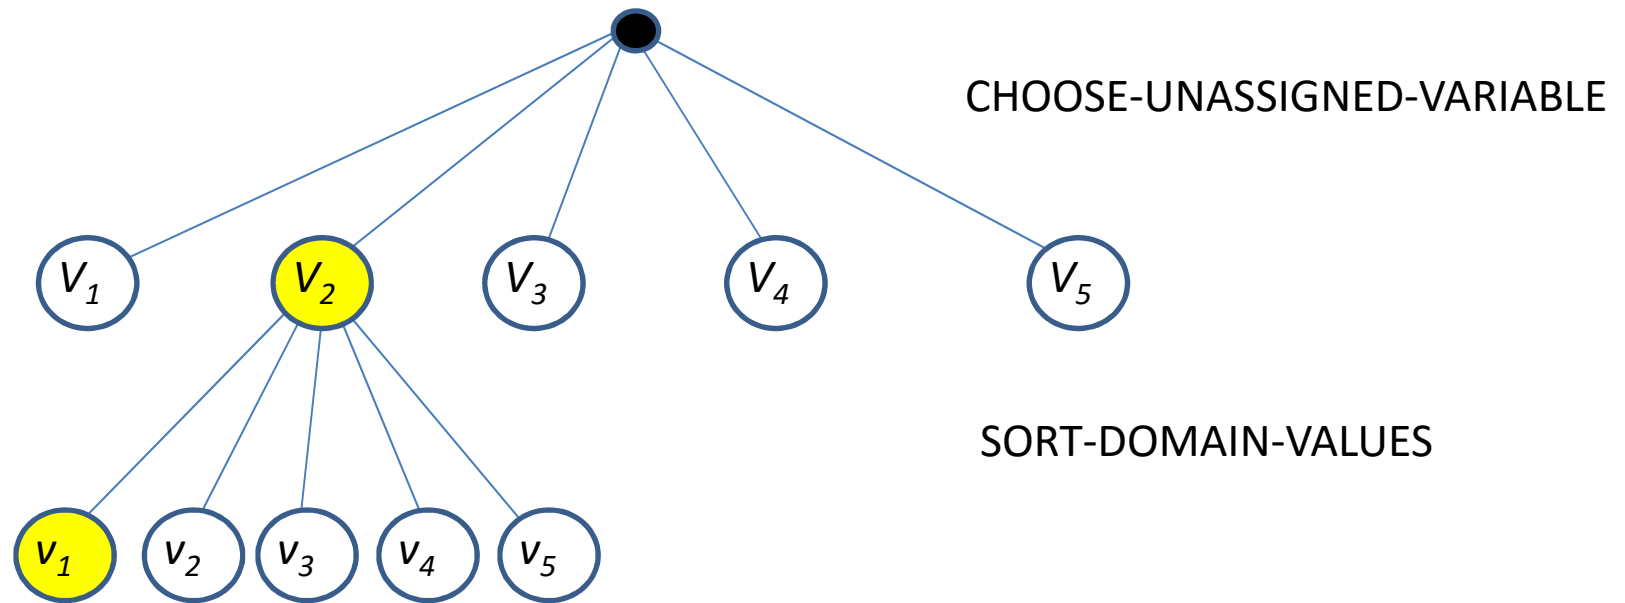 CHOOSE-UNASSIGNED-VARIABLE
V₁ V₂ V₃ V₄ V₅
SORT-DOMAIN-VALUES
v₁ v₂ v₃ v₄ v₅